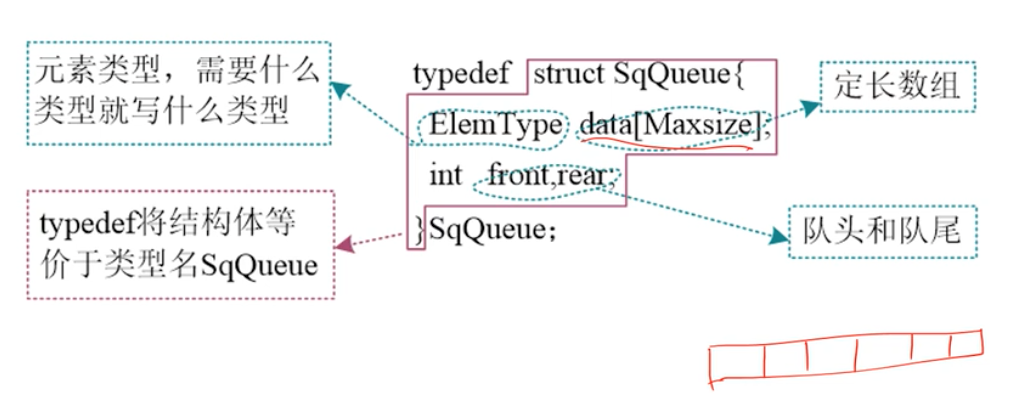 元素类型，需要什么
类型就写什么类型
typedef struct SqQueue{
ElemType data[Maxsize];
int front,rear;
}SqQueue；
定长数组
typedef将结构体等
价于类型名SqQueue
队头和队尾